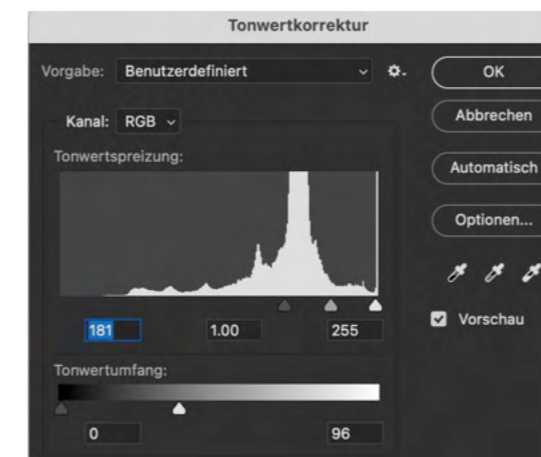 Tonwertkorrektur
Vorgabe: Benutzerdefiniert
OK
Kanal: RGB
Abbrechen
Tonwertspreizung:
Automatisch
Optionen...
181 1.00 255
Vorschau
Tonwertumfang:
0 96